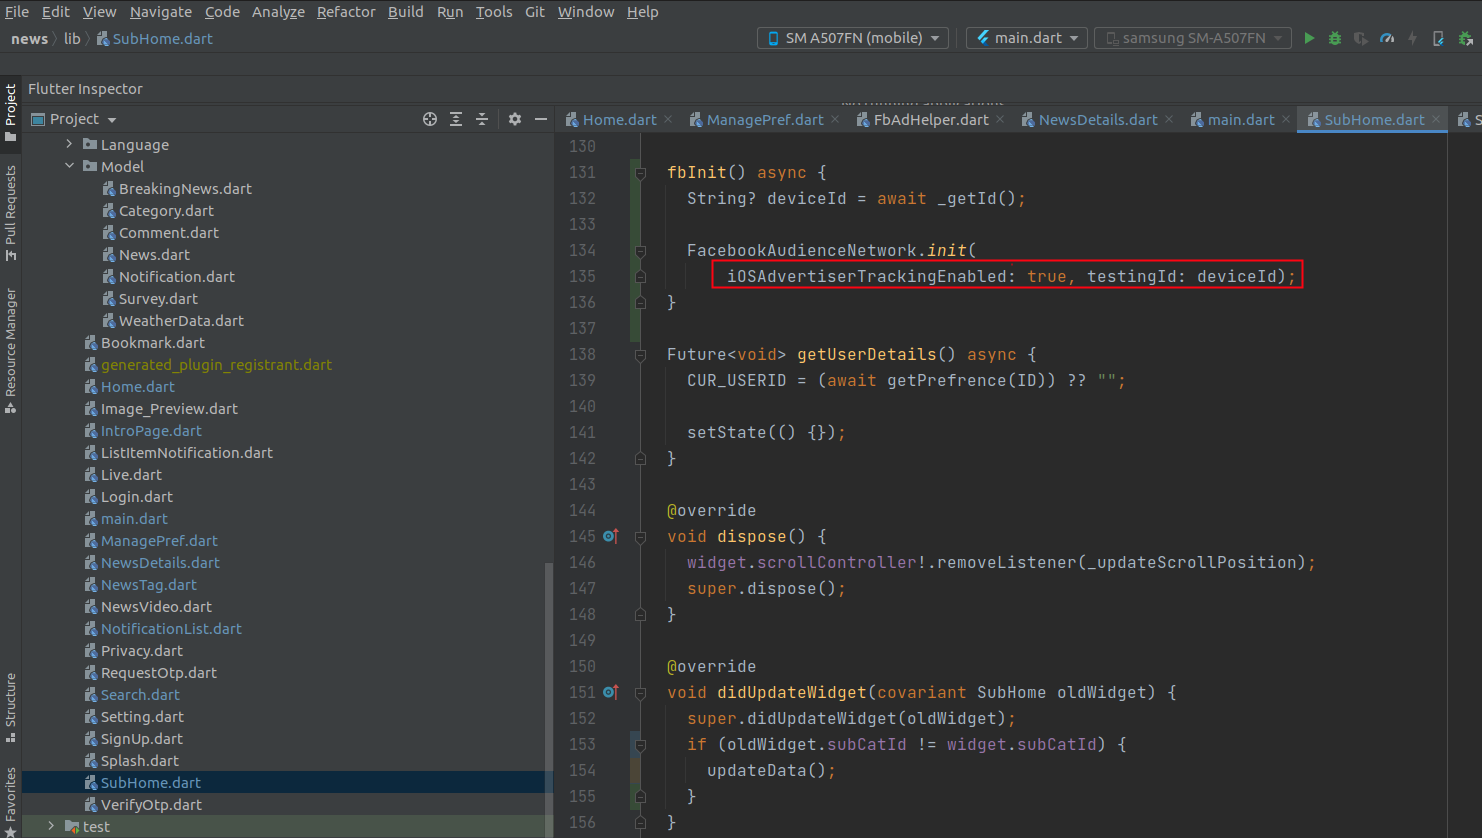 File Edit View Navigate Code Analyze Refactor Build Run Tools Git Window Help
news lib SubHome.dart
SM A507FN (mobile) main.dart samsung SM-A507FN
Flutter Inspector
Project
Pull Requests
Resource Manager
Structure
Favorites
Project
Language
Model
BreakingNews.dart
Category.dart
Comment.dart
News.dart
Notification.dart
Survey.dart
WeatherData.dart
Bookmark.dart
generated_plugin_registrant.dart
Home.dart
Image_Preview.dart
IntroPage.dart
ListItemNotification.dart
Live.dart
Login.dart
main.dart
ManagePref.dart
NewsDetails.dart
NewsTag.dart
NewsVideo.dart
NotificationList.dart
Privacy.dart
RequestOtp.dart
Search.dart
Setting.dart
SignUp.dart
Splash.dart
SubHome.dart
VerifyOtp.dart
test
Home.dart ManagePref.dart FbAdHelper.dart NewsDetails.dart main.dart SubHome.dart S
130
131 fbInit() async {
132 String? deviceId = await _getId();
133
134 FacebookAudienceNetwork.init(
135 iOSAdvertiserTrackingEnabled: true, testingId: deviceId);
136 }
137
138 Future<void> getUserDetails() async {
139 CUR_USERID = (await getPrefrence(ID)) ?? "";
140
141 setState(() {});
142 }
143
144 @override
145 void dispose() {
146 widget.scrollController!.removeListener(_updateScrollPosition);
147 super.dispose();
148 }
149
150 @override
151 void didUpdateWidget(covariant SubHome oldWidget) {
152 super.didUpdateWidget(oldWidget);
153 if (oldWidget.subCatId != widget.subCatId) {
154 updateData();
155 }
156 }